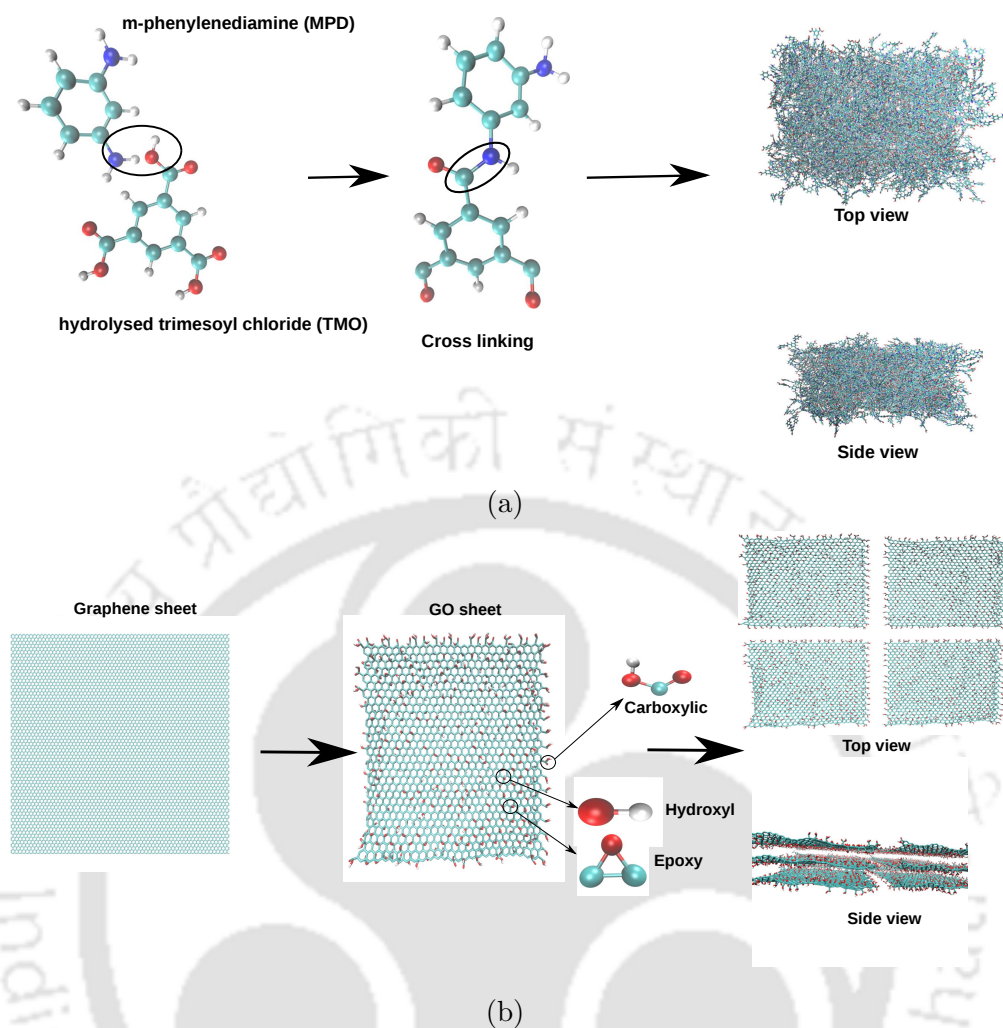 m-phenylenediamine (MPD)
hydrolysed trimesoyl chloride (TMO)
Cross linking
Top view
Side view
(a)
प्रौद्योगिकी संस्थान
Graphene sheet
GO sheet
Carboxylic
Hydroxyl
Epoxy
Top view
Side view
Indi
(b)